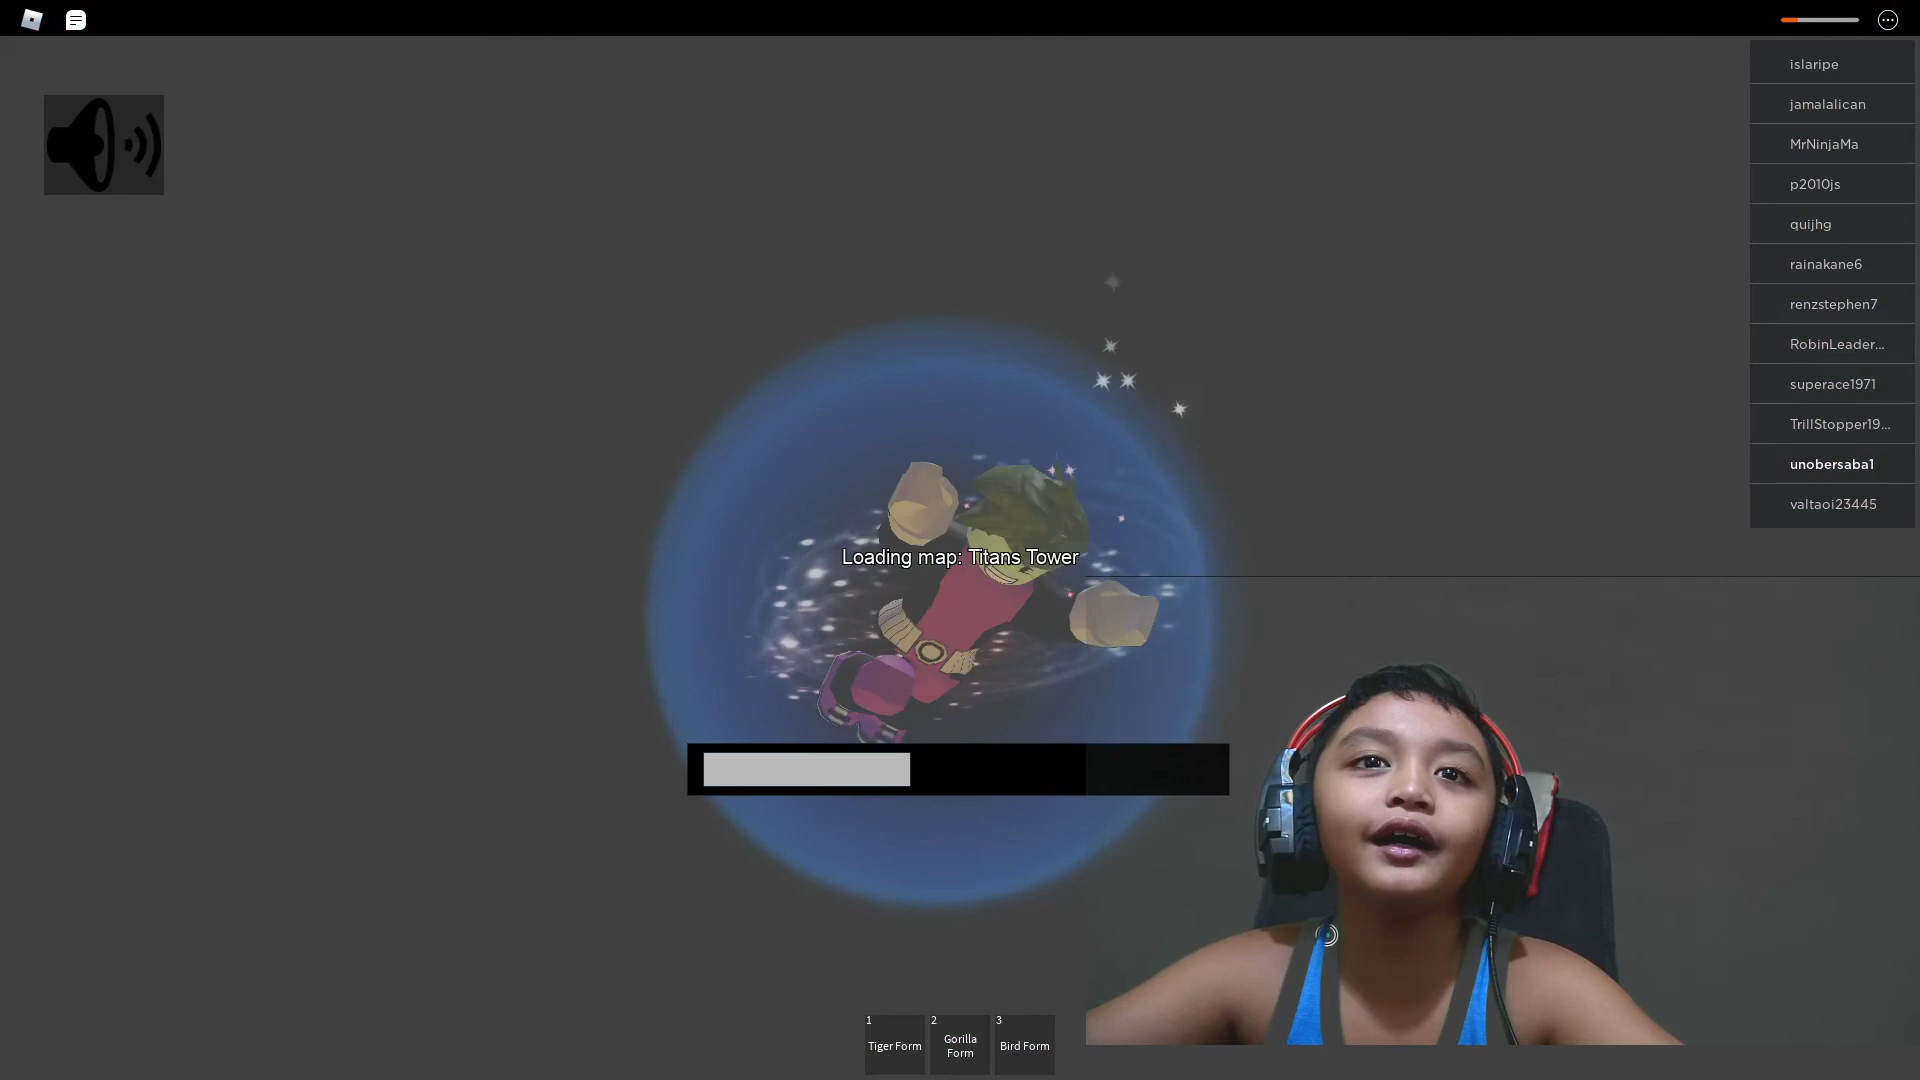 islaripe
jamalalican
MrNinjaMa
p2010js
quijhg
rainakane6
renzstephen7
RobinLeader...
superace1971
TrillStopper19...
unobersaba1
valtaoi23445
Loading map: Titans Tower
1
Tiger Form
2
Gorilla
Form
3
Bird Form